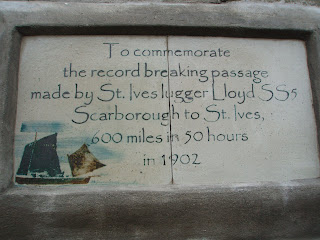 To commemorate
the record breaking passage
made by St. Ives lugger Lloyd SS5
Scarborough to St. Ives,
600 miles in 50 hours
in 1902